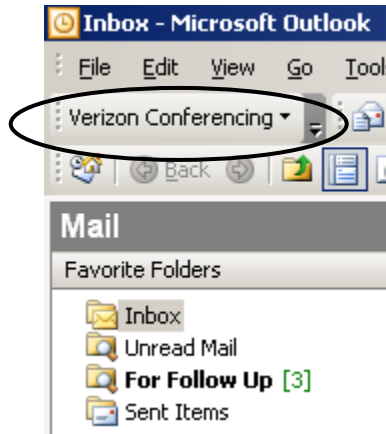 Inbox - Microsoft Outlook
File Edit View Go Tool
Verizon Conferencing
Back
Mail
Favorite Folders
Inbox
Unread Mail
For Follow Up [3]
Sent Items